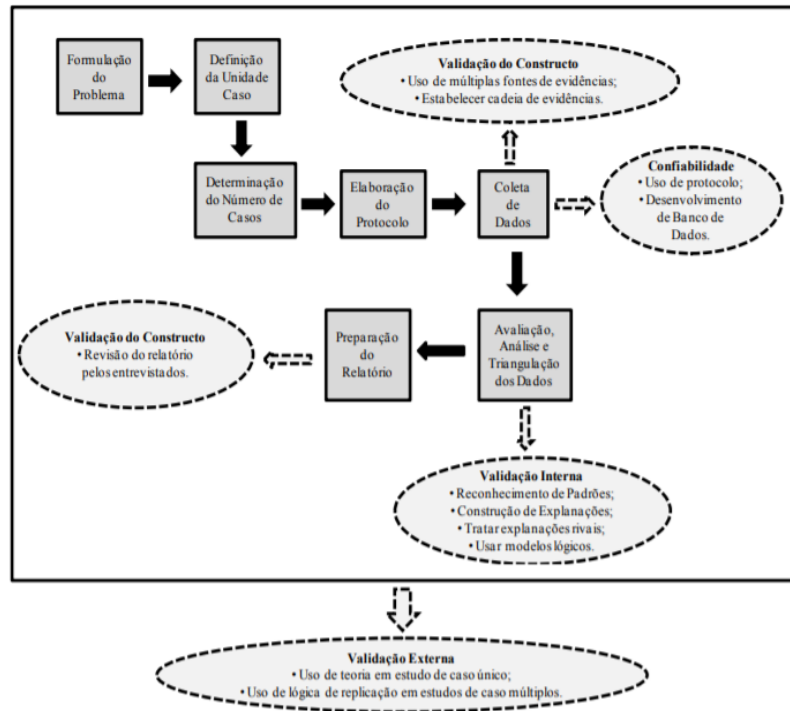 Formulação
do
Problema
Definição
da Unidade
Caso
Validação do Constructo
• Uso de múltiplas fontes de evidências;
• Estabelecer cadeia de evidências.
Determinação
do Número de
Casos
Elaboração
do
Protocolo
Coleta
de
Dados
Confiabilidade
• Uso de protocolo;
• Desenvolvimento
de Banco de
Dados.
Validação do Constructo
• Revisão do relatório
pelos entrevistados.
Preparação
do
Relatório
Avaliação,
Análise e
Triangulação
dos Dados
Validação Interna
• Reconhecimento de Padrões;
• Construção de Explanações;
• Tratar explanações rivais;
• Usar modelos lógicos.
Validação Externa
• Uso de teoria em estudo de caso único;
• Uso de lógica de replicação em estudos de caso múltiplos.